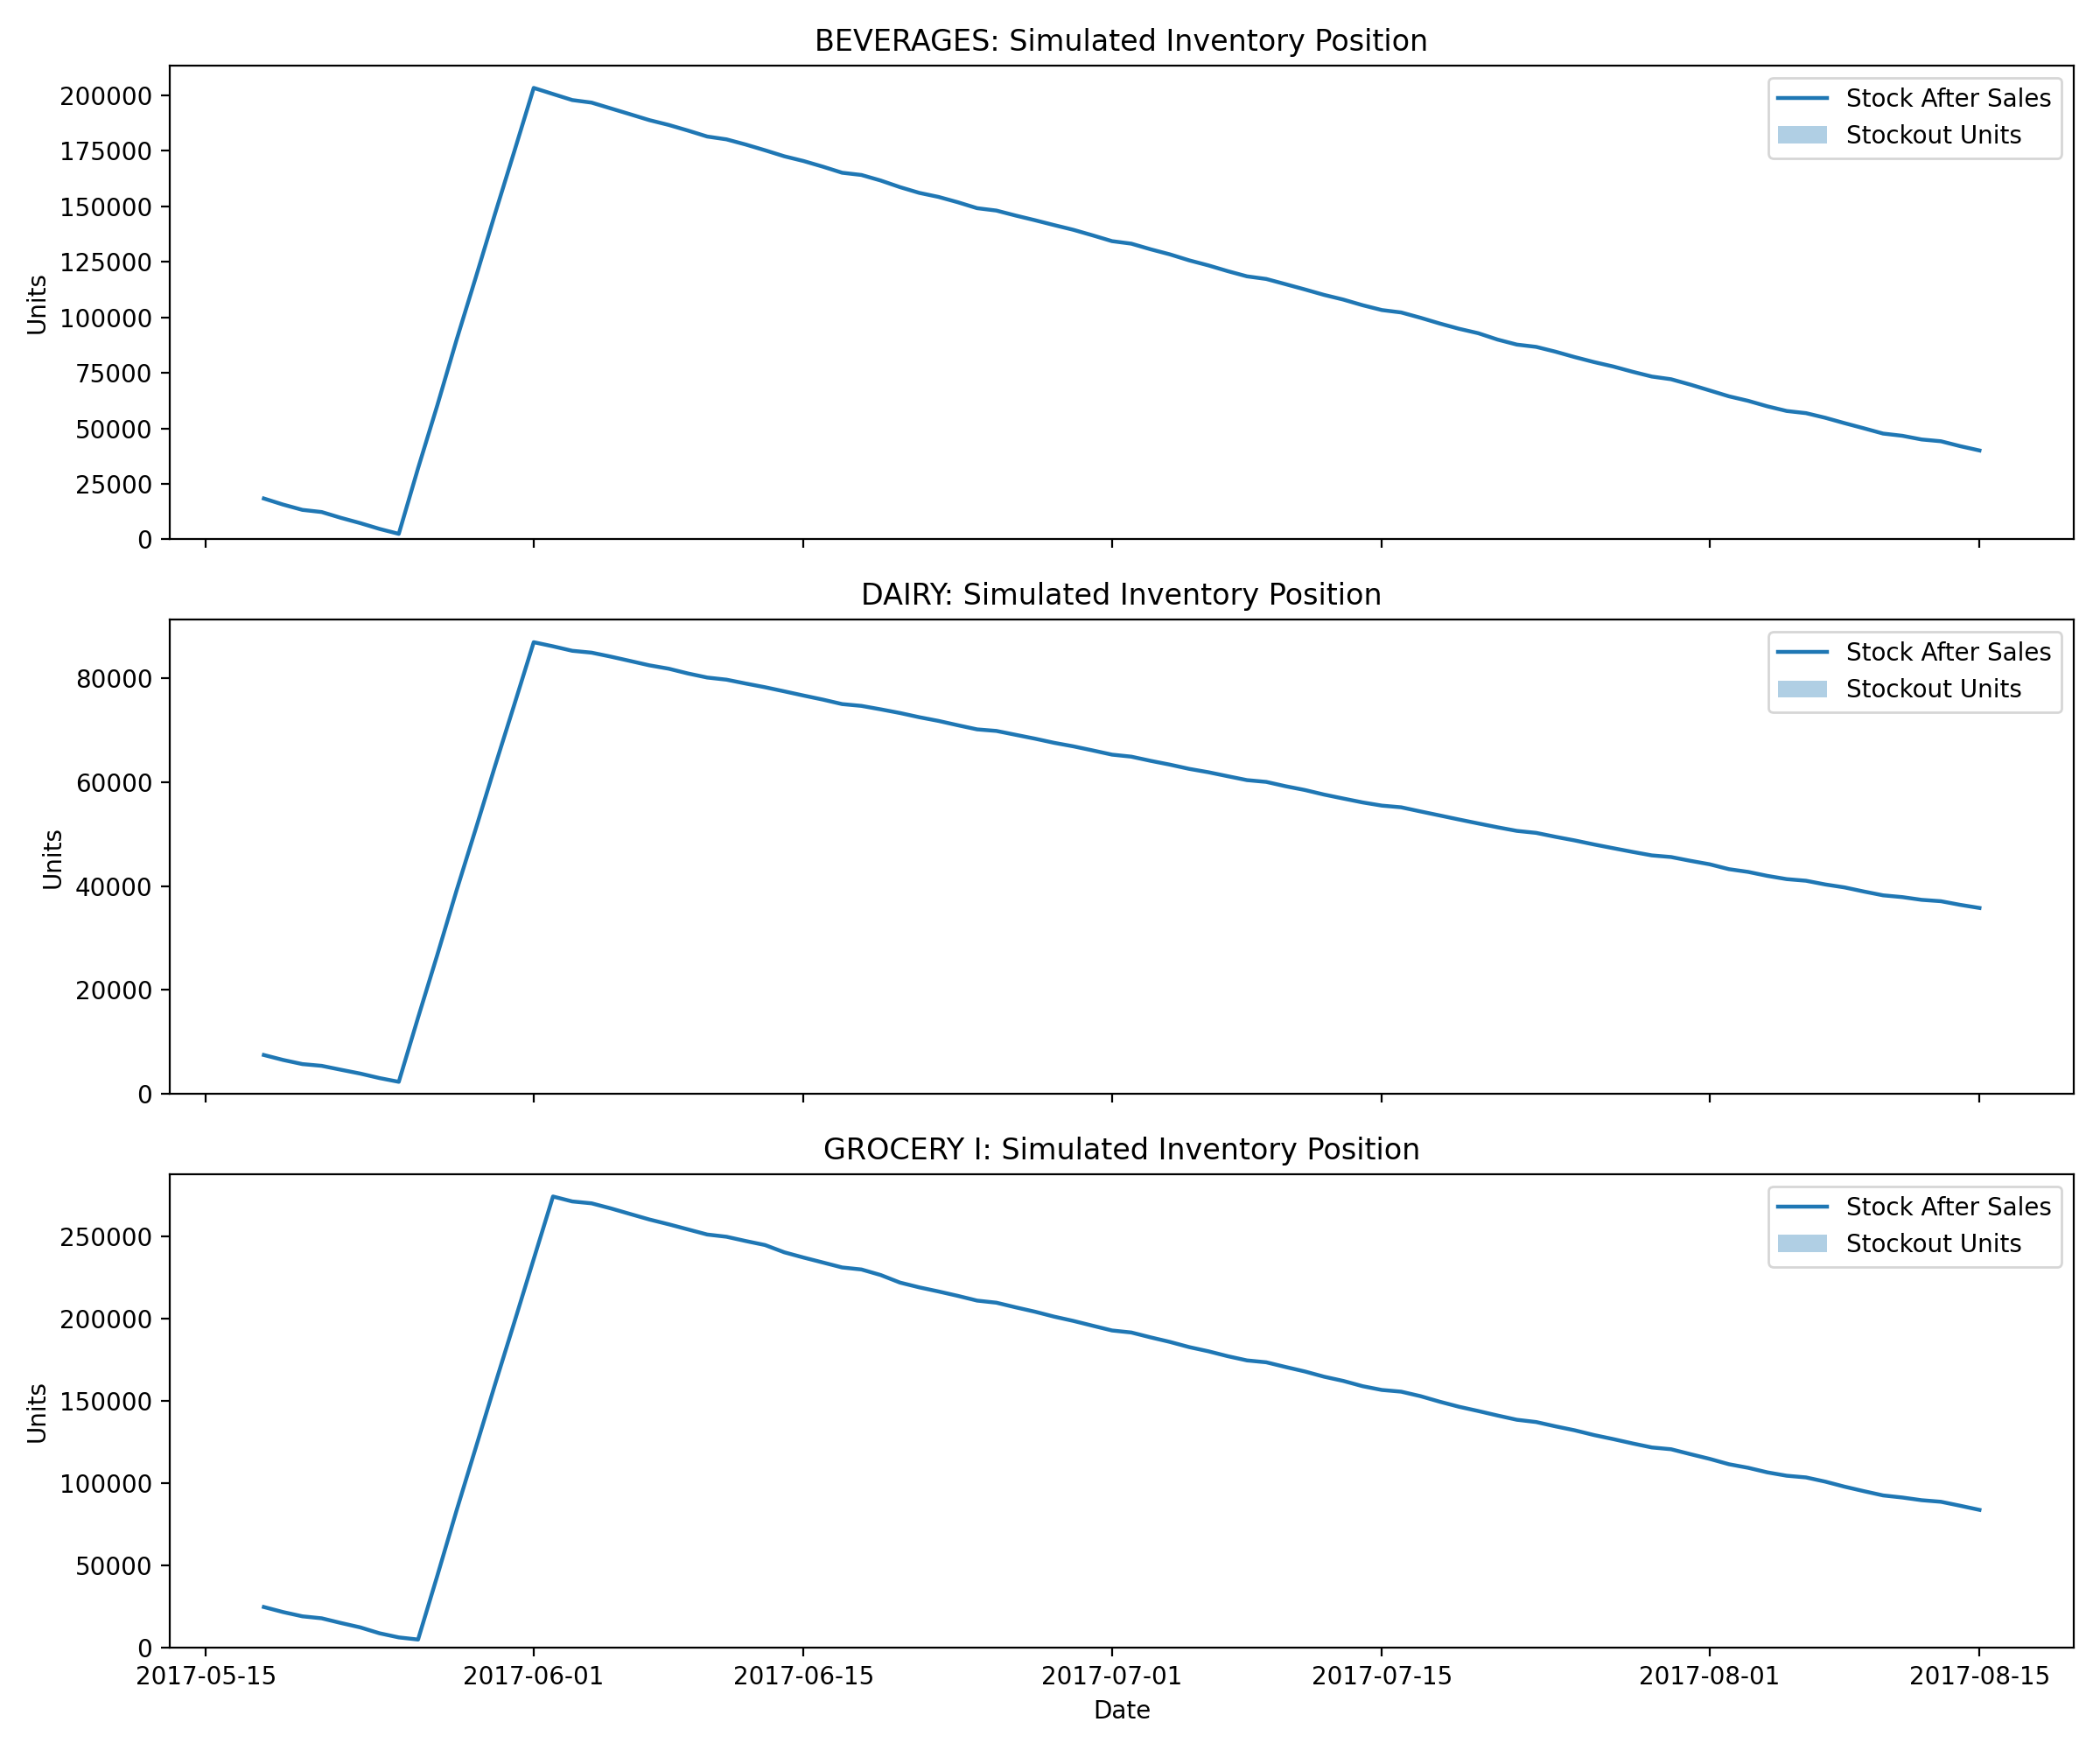 BEVERAGES: Simulated Inventory Position
Stock After Sales
Stockout Units
Units
200000
175000
150000
125000
100000
75000
50000
25000
0
DAIRY: Simulated Inventory Position
Stock After Sales
Stockout Units
Units
80000
60000
40000
20000
0
GROCERY I: Simulated Inventory Position
Stock After Sales
Stockout Units
Units
250000
200000
150000
100000
50000
0
2017-05-15 2017-06-01 2017-06-15 2017-07-01 2017-07-15 2017-08-01 2017-08-15
Date